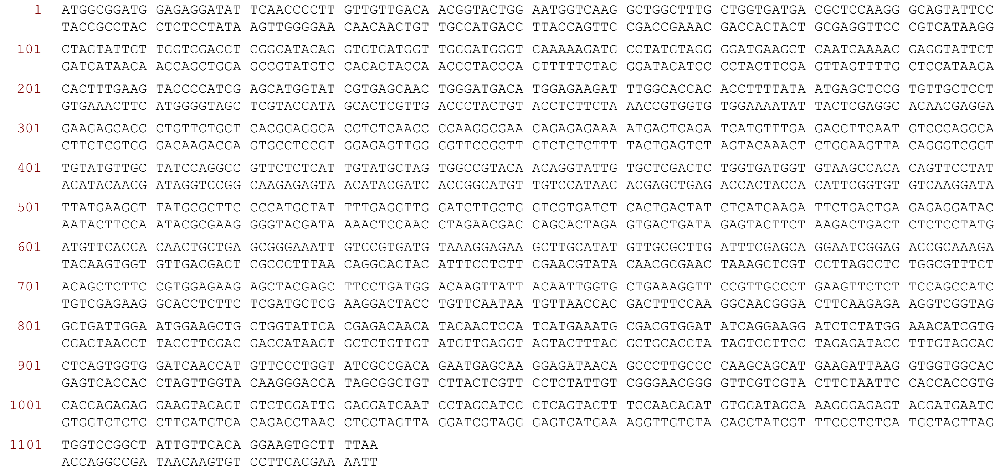 1 ATGGCGGATG GAGAGGATAT TCAACCCCTT GTTGTTGACA ACGGTACTGG AATGGTCAAG GCTGGCTTTG CTGGTGATGA CGCTCCAAGG GCAGTATTCC
TACCGCCTAC CTCTCCTATA AGTTGGGGAA CAACAACTGT TGCCATGACC TTACCAGTTC CGACCGAAAC GACCACTACT GCGAGGTTCC CGTCATAAGG
101 CTAGTATTGT TGGTCGACCT CGGCATACAG GTGTGATGGT TGGGATGGGT CAAAAAGATG CCTATGTAGG GGATGAAGCT CAATCAAAAC GAGGTATTCT
GATCATAACA ACCAGCTGGA GCCGTATGTC CACACTACCA ACCCTACCCA GTTTTTCTAC GGATACATCC CCTACTTCGA GTTAGTTTTG CTCCATAAGA
201 CACTTTGAAG TACCCCATCG AGCATGGTAT CGTGAGCAAC TGGGATGACA TGGAGAAGAT TTGGCACCAC ACCTTTTATA ATGAGCTCCG TGTTGCTCCT
GTGAAACTTC ATGGGGTAGC TCGTACCATA GCACTCGTTG ACCCTACTGT ACCTCTTCTA AACCGTGGTG TGGAAAATAT TACTCGAGGC ACAACGAGGA
301 GAAGAGCACC CTGTTCTGCT CACGGAGGCA CCTCTCAACC CCAAGGCGAA CAGAGAGAAA ATGACTCAGA TCATGTTTGA GACCTTCAAT GTCCCAGCCA
CTTCTCGTGG GACAAGACGA GTGCCTCCGT GGAGAGTTGG GGTTCCGCTT GTCTCTCTTT TACTGAGTCT AGTACAAACT CTGGAAGTTA CAGGGTCGGT
401 TGTATGTTGC TATCCAGGCC GTTCTCTCAT TGTATGCTAG TGGCCGTACA ACAGGTATTG TGCTCGACTC TGGTGATGGT GTAAGCCACA CAGTTCCTAT
ACATACAACG ATAGGTCCGG CAAGAGAGTA ACATACGATC ACCGGCATGT TGTCCATAAC ACGAGCTGAG ACCACTACCA CATTCGGTGT GTCAAGGATA
501 TTATGAAGGT TATGCGCTTC CCCATGCTAT TTTGAGGTTG GATCTTGCTG GTCGTGATCT CACTGACTAT CTCATGAAGA TTCTGACTGA GAGAGGATAC
AATACTTCCA ATACGCGAAG GGGTACGATA AAACTCCAAC CTAGAACGAC CAGCACTAGA GTGACTGATA GAGTACTTCT AAGACTGACT CTCTCCTATG
601 ATGTTCACCA CAACTGCTGA GCGGGAAATT GTCCGTGATG TAAAGGAGAA GCTTGCATAT GTTGCGCTTG ATTTCGAGCA GGAATCGGAG ACCGCAAAGA
TACAAGTGGT GTTGACGACT CGCCCTTTAA CAGGCACTAC ATTTCCTCTT CGAACGTATA CAACGCGAAC TAAAGCTCGT CCTTAGCCTC TGGCGTTTCT
701 ACAGCTCTTC CGTGGAGAAG AGCTACGAGC TTCCTGATGG ACAAGTTATT ACAATTGGTG CTGAAAGGTT CCGTTGCCCT GAAGTTCTCT TCCAGCCATC
TGTCGAGAAG GCACCTCTTC TCGATGCTCG AAGGACTACC TGTTCAATAA TGTTAACCAC GACTTTCCAA GGCAACGGGA CTTCAAGAGA AGGTCGGTAG
801 GCTGATTGGA ATGGAAGCTG CTGGTATTCA CGAGACAACA TACAACTCCA TCATGAAATG CGACGTGGAT ATCAGGAAGG ATCTCTATGG AAACATCGTG
CGACTAACCT TACCTTCGAC GACCATAAGT GCTCTGTTGT ATGTTGAGGT AGTACTTTAC GCTGCACCTA TAGTCCTTCC TAGAGATACC TTTGTAGCAC
901 CTCAGTGGTG GATCAACCAT GTTCCCTGGT ATCGCCGACA GAATGAGCAA GGAGATAACA GCCCTTGCCC CAAGCAGCAT GAAGATTAAG GTGGTGGCAC
GAGTCACCAC CTAGTTGGTA CAAGGGACCA TAGCGGCTGT CTTACTCGTT CCTCTATTGT CGGGAACGGG GTTCGTCGTA CTTCTAATTC CACCACCGTG
1001 CACCAGAGAG GAAGTACAGT GTCTGGATTG GAGGATCAAT CCTAGCATCC CTCAGTACTT TCCAACAGAT GTGGATAGCA AAGGGAGAGT ACGATGAATC
GTGGTCTCTC CTTCATGTCA CAGACCTAAC CTCCTAGTTA GGATCGTAGG GAGTCATGAA AGGTTGTCTA CACCTATCGT TTCCCTCTCA TGCTACTTAG
1101 TGGTCCGGCT ATTGTTCACA GGAAGTGCTT TTAA
ACCAGGCCGA TAACAAGTGT CCTTCACGAA AATT